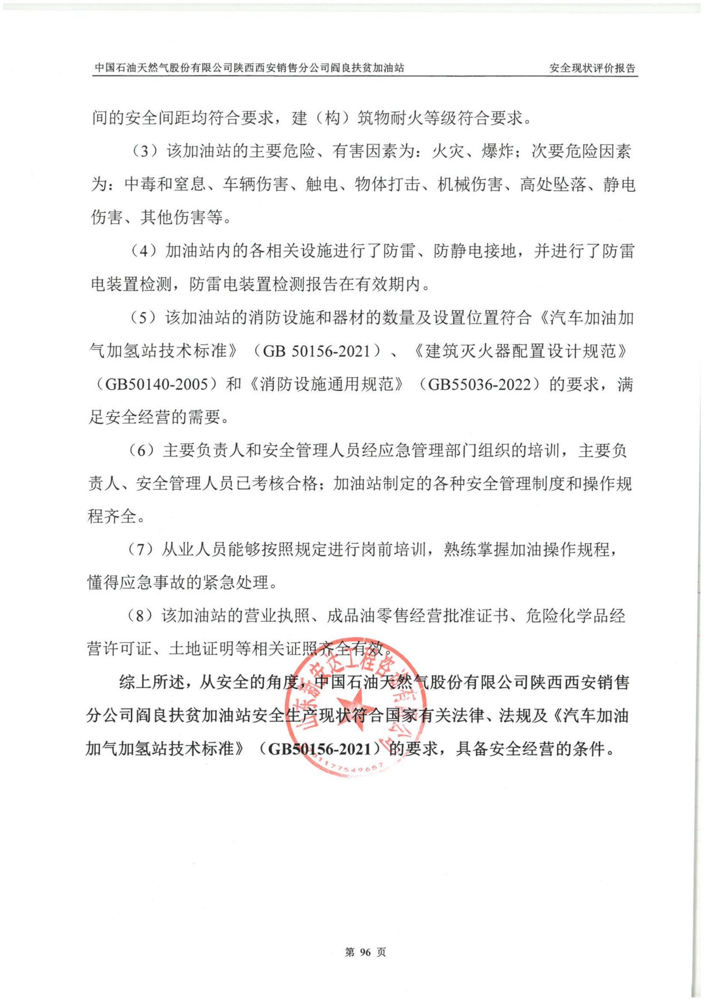 中国石油天然气股份有限公司陕西西安销售分公司阎良扶贫加油站 安全现状评价报告
间的安全间距均符合要求，建（构）筑物耐火等级符合要求。
（3）该加油站的主要危险、有害因素为：火灾、爆炸；次要危险因素
为：中毒和窒息、车辆伤害、触电、物体打击、机械伤害、高处坠落、静电
伤害、其他伤害等。
（4）加油站内的各相关设施进行了防雷、防静电接地，并进行了防雷
电装置检测，防雷电装置检测报告在有效期内。
（5）该加油站的消防设施和器材的数量及设置位置符合《汽车加油加
气加氢站技术标准》（GB 50156-2021）、《建筑灭火器配置设计规范》
（GB50140-2005）和《消防设施通用规范》（GB55036-2022）的要求，满
足安全经营的需要。
（6）主要负责人和安全管理人员经应急管理部门组织的培训，主要负
责人、安全管理人员已考核合格；加油站制定的各种安全管理制度和操作规
程齐全。
（7）从业人员能够按照规定进行岗前培训，熟练掌握加油操作规程，
懂得应急事故的紧急处理。
（8）该加油站的营业执照、成品油零售经营批准证书、危险化学品经
营许可证、土地证明等相关证照齐全有效。
综上所述，从安全的角度，中国石油天然气股份有限公司陕西西安销售
分公司阎良扶贫加油站安全生产现状符合国家有关法律、法规及《汽车加油
加气加氢站技术标准》（GB50156-2021）的要求，具备安全经营的条件。
山东新安达工程咨询有限公司
第 96 页